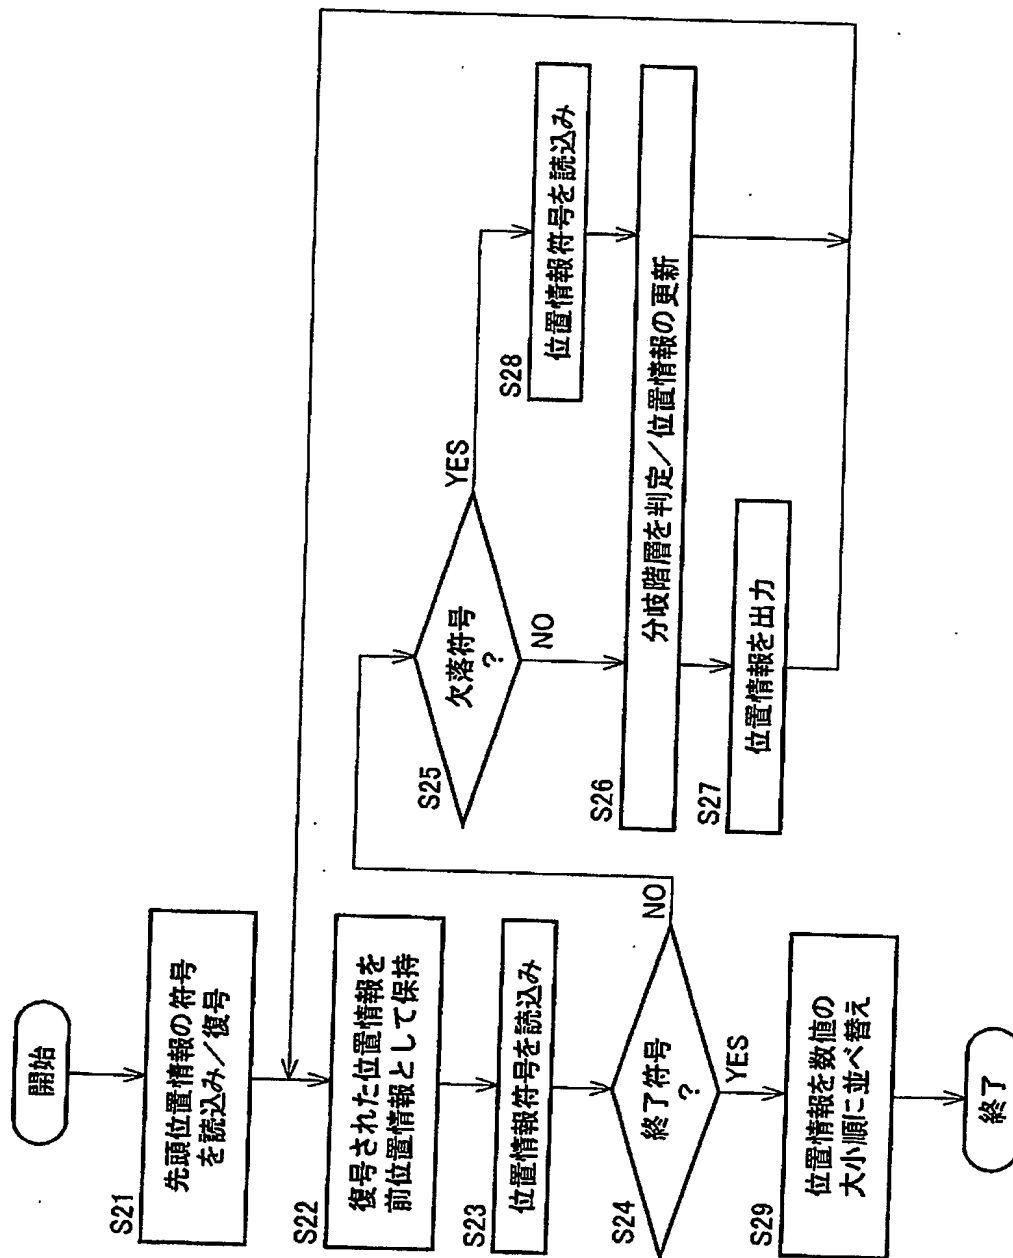 開始
S21
先頭位置情報の符号
を読込み/復号
S22
復号された位置情報を
前位置情報として保持
S23
位置情報符号を読込み
S24
終了符号
?
NO
YES
S29
位置情報を数値の
大小順に並べ替え
終了
S25
欠落符号
?
YES
NO
S28
位置情報符号を読込み
S26
分岐階層を判定/位置情報の更新
S27
位置情報を出力